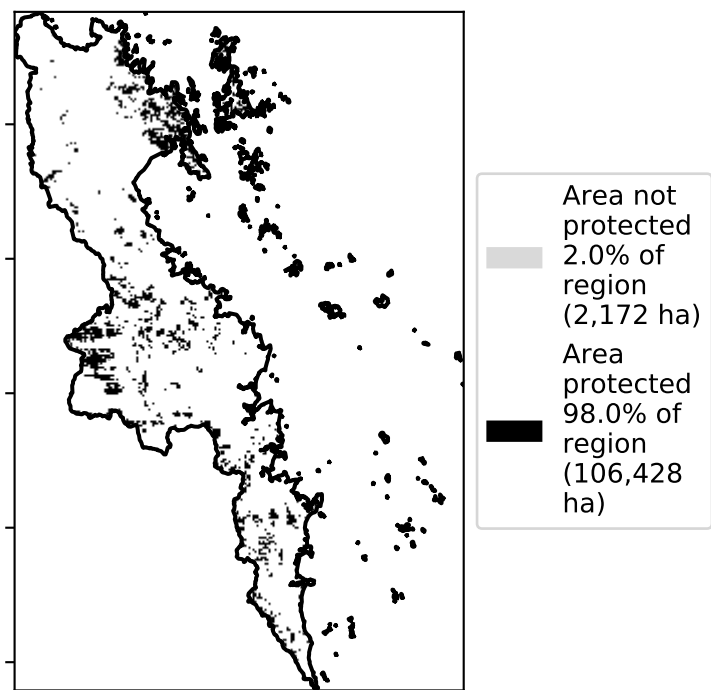 Area not
protected
2.0% of
region
(2,172 ha)
Area
protected
98.0% of
region
(106,428
ha)